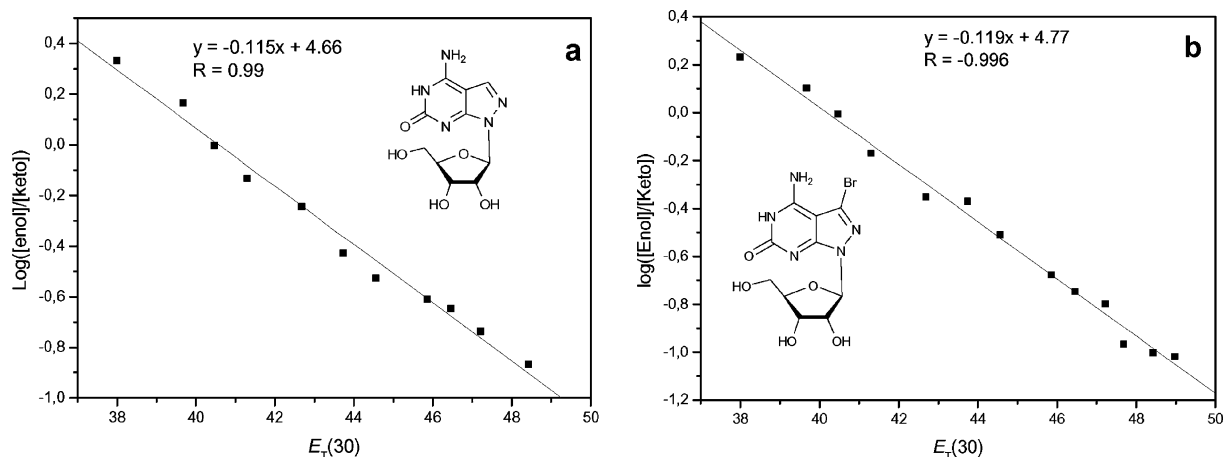 a
y = -0.115x + 4.66
R = 0.99
NH2
HN
N
O
N
N
HO
O
HO
OH
Log([enol]/[keto])
0,4
0,2
0,0
-0,2
-0,4
-0,6
-0,8
-1,0
38 40 42 44 46 48 50
ET(30)
b
y = -0.119x + 4.77
R = -0.996
NH2
Br
HN
N
O
N
N
HO
O
HO
OH
log([Enol]/[Keto])
0,4
0,2
0,0
-0,2
-0,4
-0,6
-0,8
-1,0
-1,2
38 40 42 44 46 48 50
ET(30)